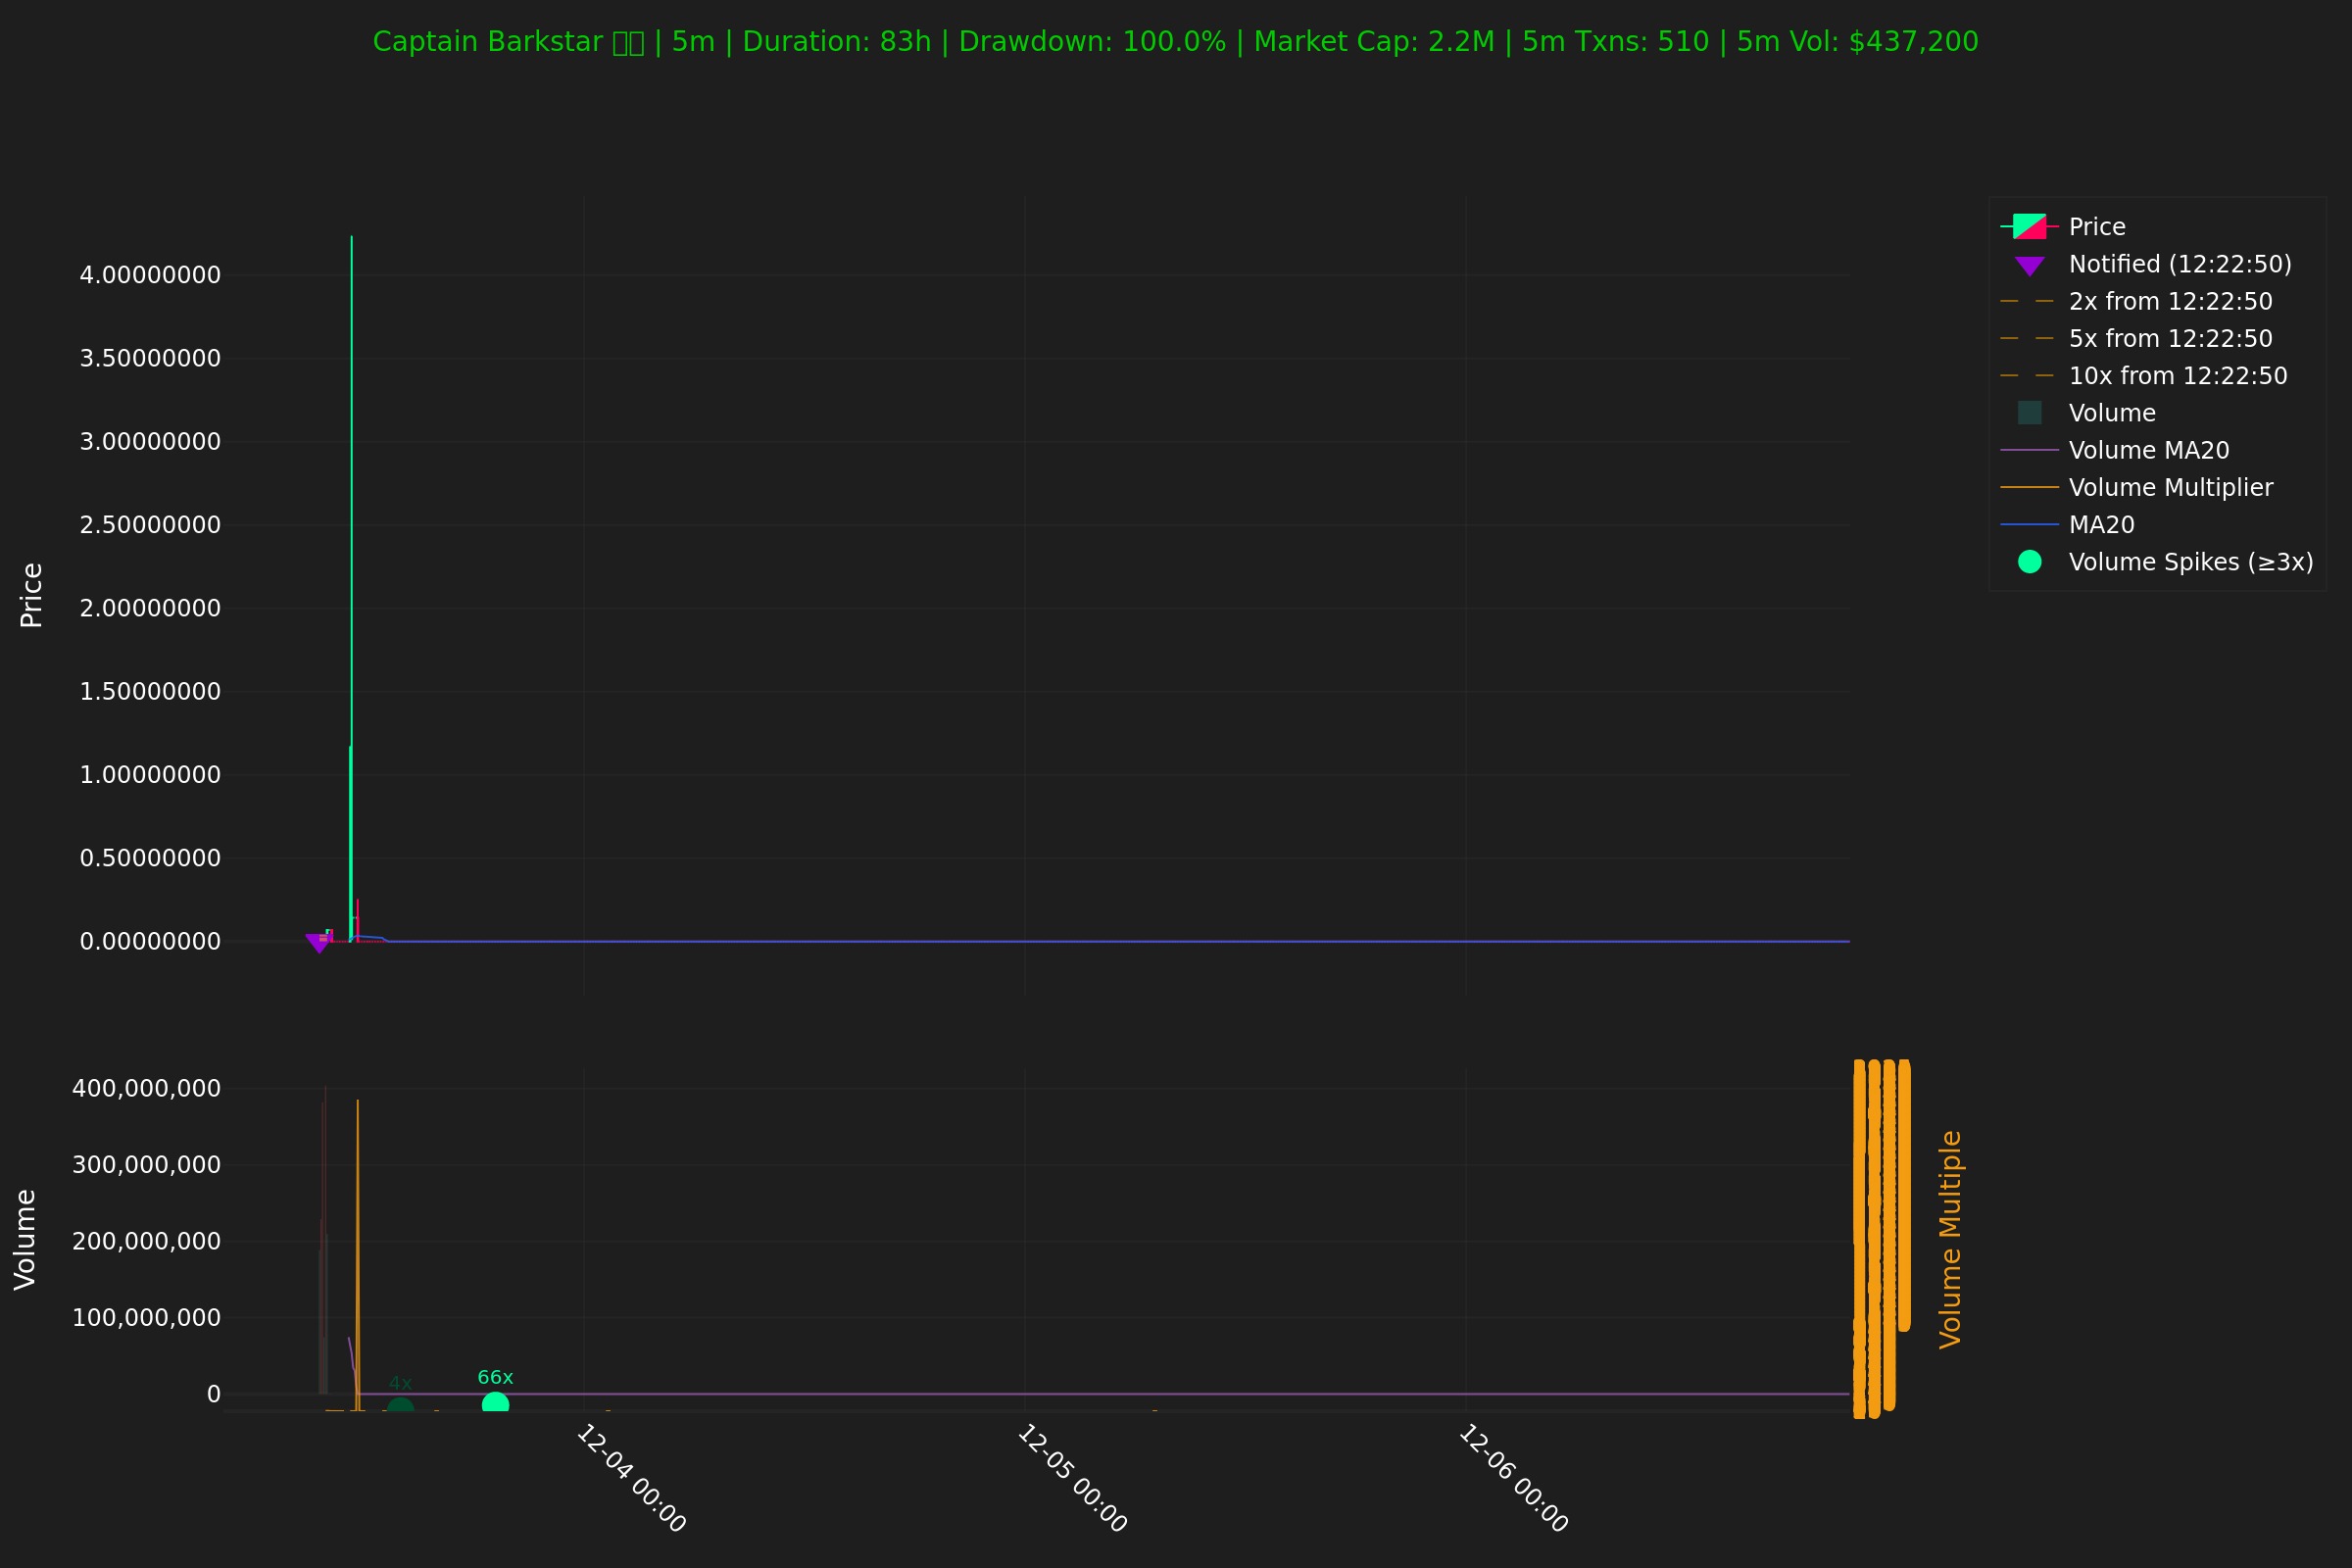 Captain Barkstar | 5m | Duration: 83h | Drawdown: 100.0% | Market Cap: 2.2M | 5m Txns: 510 | 5m Vol: $437,200
Price
4.00000000
3.50000000
3.00000000
2.50000000
2.00000000
1.50000000
1.00000000
0.50000000
0.00000000
Price
Notified (12:22:50)
2x from 12:22:50
5x from 12:22:50
10x from 12:22:50
Volume
Volume MA20
Volume Multiplier
MA20
Volume Spikes (≥3x)
Volume
400,000,000
300,000,000
200,000,000
100,000,000
0
4x
66x
Volume Multiple
12-04 00:00
12-05 00:00
12-06 00:00